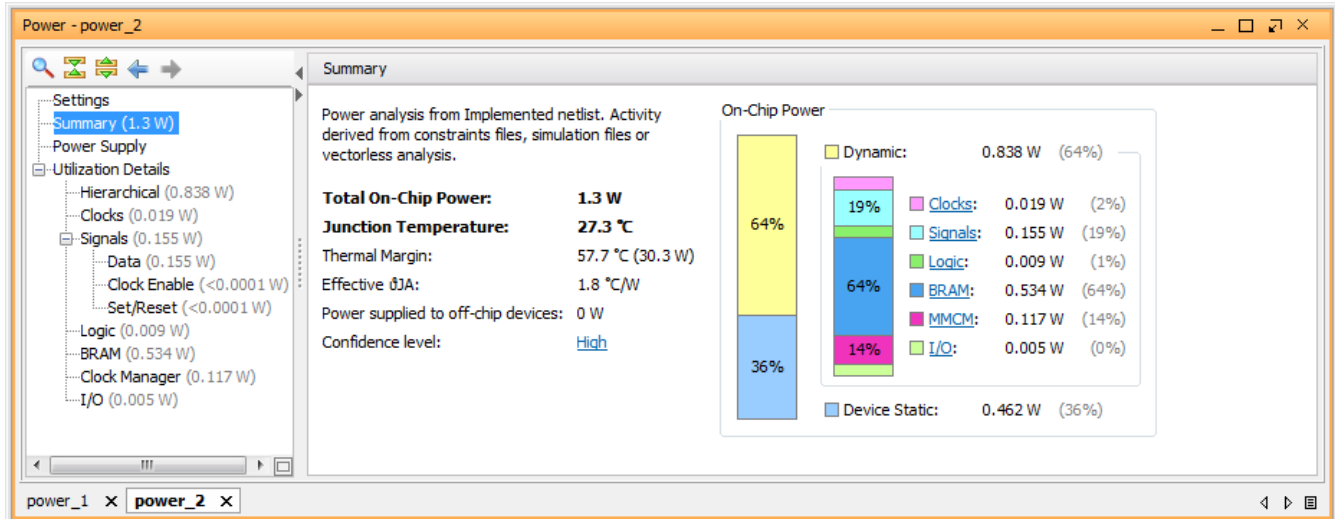 Power - power_2
Summary
Settings
Summary (1.3 W)
Power Supply
Utilization Details
Hierarchical (0.838 W)
Clocks (0.019 W)
Signals (0.155 W)
Data (0.155 W)
Clock Enable (<0.0001 W)
Set/Reset (<0.0001 W)
Logic (0.009 W)
BRAM (0.534 W)
Clock Manager (0.117 W)
I/O (0.005 W)
Power analysis from Implemented netlist. Activity
derived from constraints files, simulation files or
vectorless analysis.
Total On-Chip Power: 1.3 W
Junction Temperature: 27.3 °C
Thermal Margin: 57.7 °C (30.3 W)
Effective ϑJA: 1.8 °C/W
Power supplied to off-chip devices: 0 W
Confidence level: High
On-Chip Power
64%
36%
Dynamic: 0.838 W (64%)
19%
64%
14%
Clocks: 0.019 W (2%)
Signals: 0.155 W (19%)
Logic: 0.009 W (1%)
BRAM: 0.534 W (64%)
MMCM: 0.117 W (14%)
I/O: 0.005 W (0%)
Device Static: 0.462 W (36%)
power_1
power_2